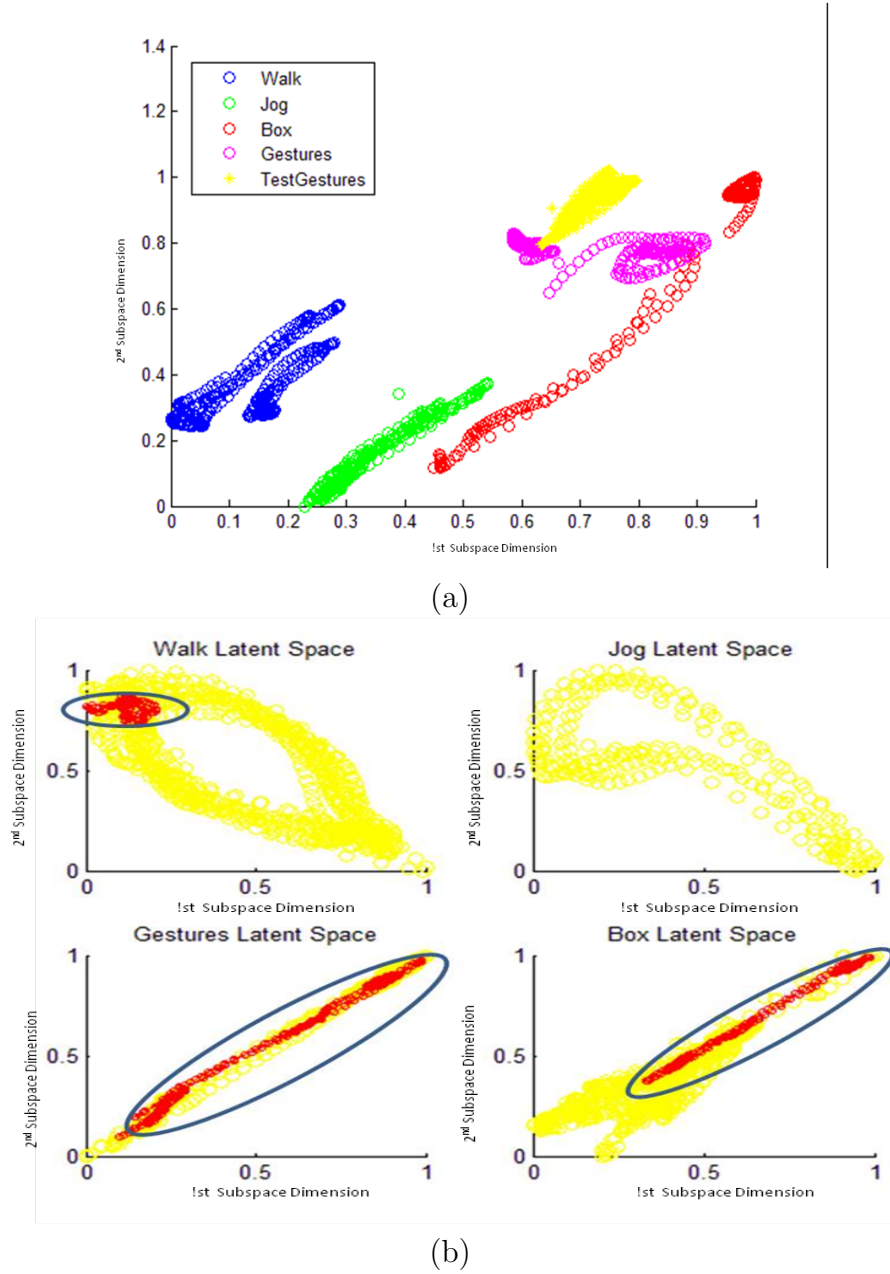 1.4
1.2
1
0.8
0.6
0.4
0.2
0
Walk
Jog
Box
Gestures
TestGestures
2nd Subspace Dimension
0 0.1 0.2 0.3 0.4 0.5 0.6 0.7 0.8 0.9 1
!st Subspace Dimension
(a)
Walk Latent Space
1
0.5
0
2nd Subspace Dimension
0 0.5 1
!st Subspace Dimension
Jog Latent Space
1
0.5
0
2nd Subspace Dimension
0 0.5 1
!st Subspace Dimension
Gestures Latent Space
1
0.5
0
2nd Subspace Dimension
0 0.5 1
!st Subspace Dimension
Box Latent Space
1
0.5
0
2nd Subspace Dimension
0 0.5 1
!st Subspace Dimension
(b)